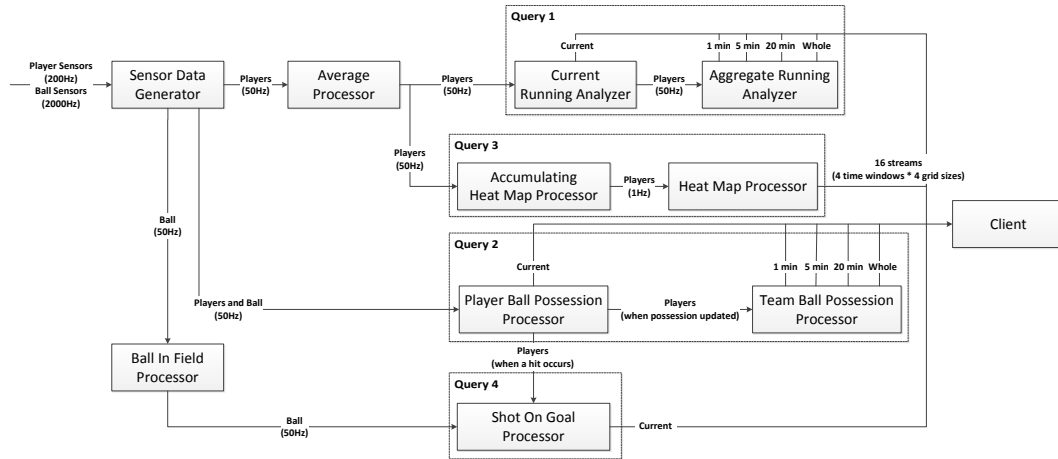 Query 1
Current
1 min
5 min
20 min
Whole
Player Sensors
(200Hz)
Ball Sensors
(2000Hz)
Sensor Data
Generator
Players
(50Hz)
Average
Processor
Players
(50Hz)
Current
Running Analyzer
Players
(50Hz)
Aggregate Running
Analyzer
Players
(50Hz)
Query 3
Accumulating
Heat Map Processor
Players
(1Hz)
Heat Map Processor
16 streams
(4 time windows * 4 grid sizes)
Ball
(50Hz)
Client
Query 2
Current
1 min
5 min
20 min
Whole
Players and Ball
(50Hz)
Player Ball Possession
Processor
Players
(when possession updated)
Team Ball Possession
Processor
Ball In Field
Processor
Players
(when a hit occurs)
Query 4
Ball
(50Hz)
Shot On Goal
Processor
Current